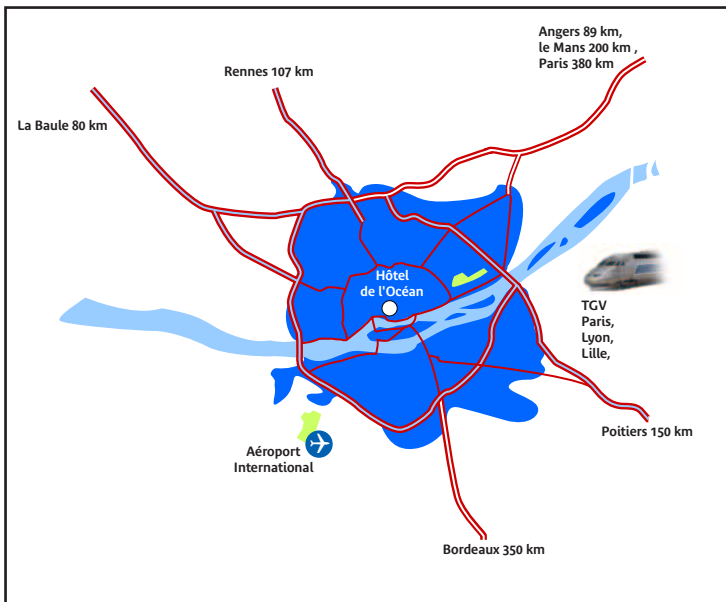 Angers 89 km,
le Mans 200 km ,
Paris 380 km
Rennes 107 km
La Baule 80 km
Hôtel
de l'Océan
TGV
Paris,
Lyon,
Lille,
Poitiers 150 km
Aéroport
International
Bordeaux 350 km